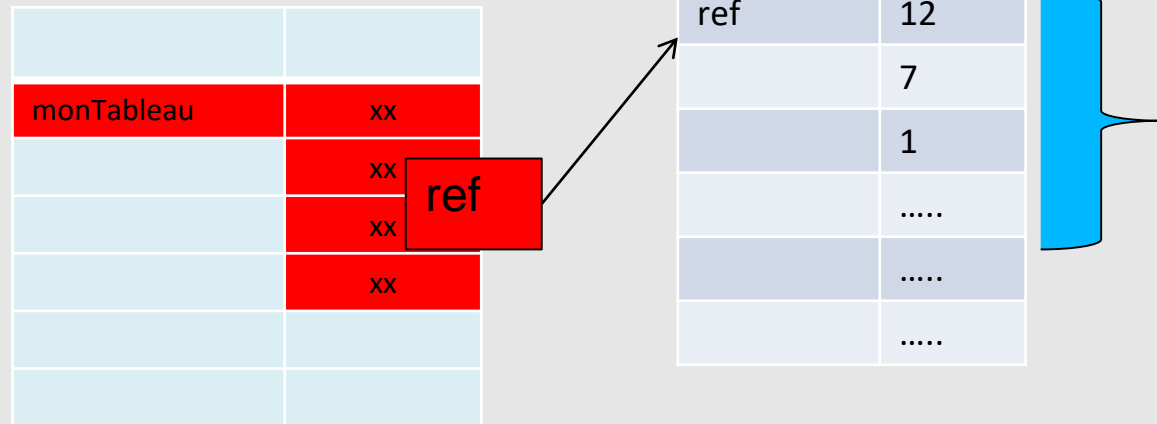 monTableau xx
xx
xx
xx
ref
ref 12
7
1
…..
…..
…..